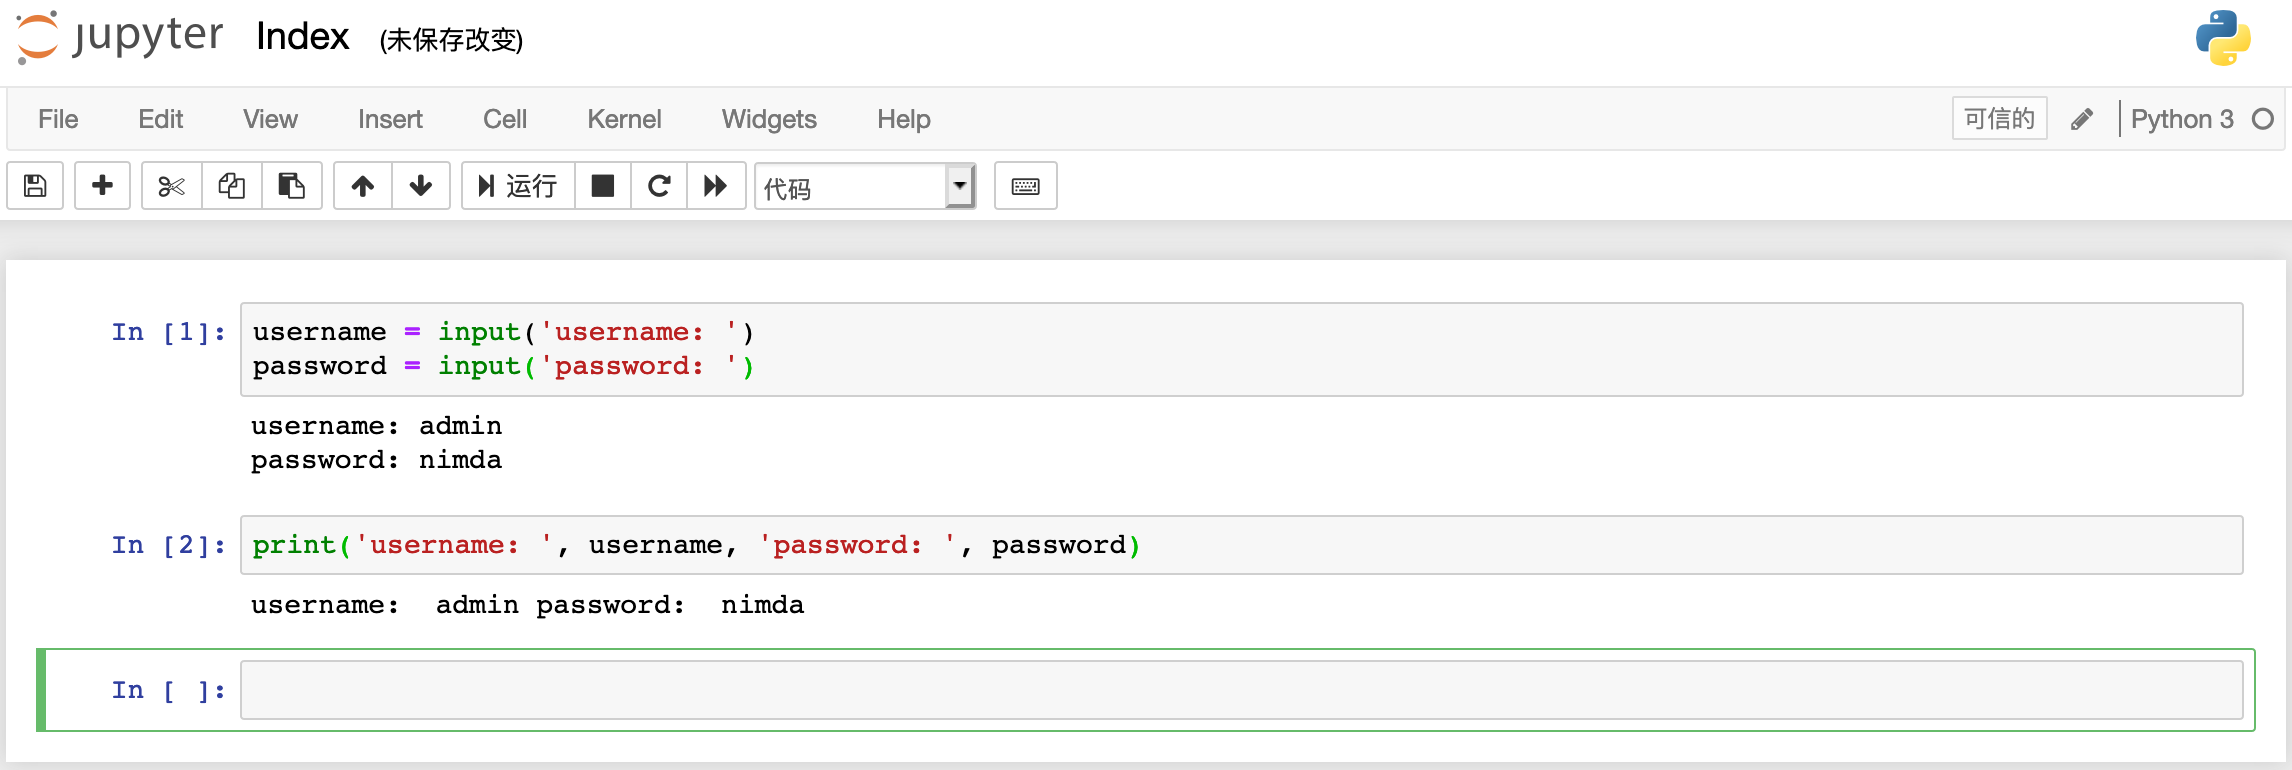 jupyter Index (未保存改变)
File Edit View Insert Cell Kernel Widgets Help 可信的 Python 3
运行 代码
In [1]: username = input('username: ')
password = input('password: ')
username: admin
password: nimda
In [2]: print('username: ', username, 'password: ', password)
username:  admin password:  nimda
In [ ]: